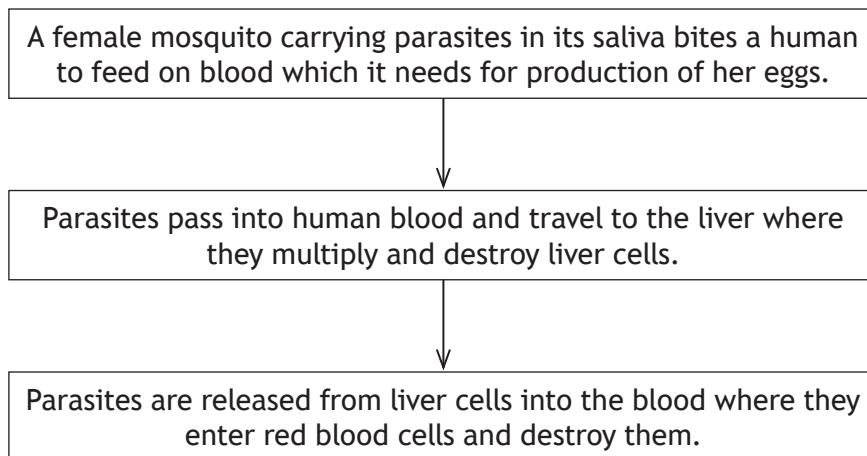 A female mosquito carrying parasites in its saliva bites a human
to feed on blood which it needs for production of her eggs.
Parasites pass into human blood and travel to the liver where
they multiply and destroy liver cells.
Parasites are released from liver cells into the blood where they
enter red blood cells and destroy them.